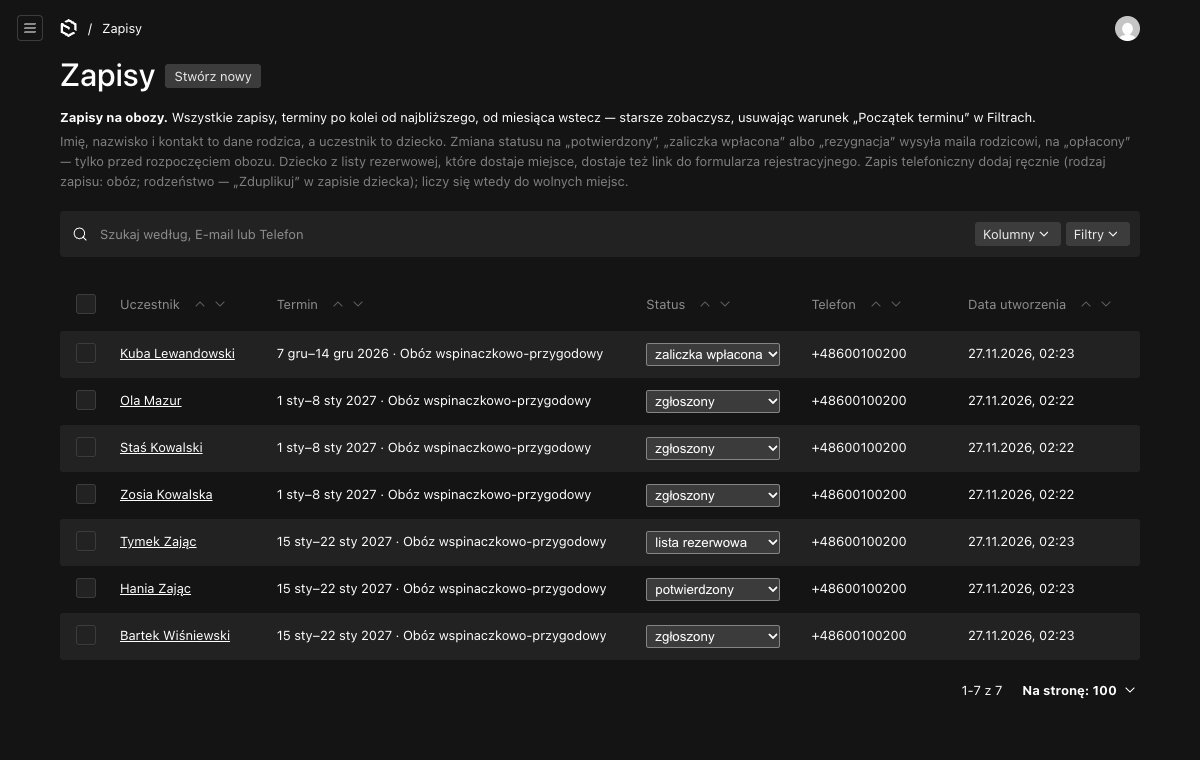 / Zapisy
Zapisy Stwórz nowy
Zapisy na obozy. Wszystkie zapisy, terminy po kolei od najbliższego, od miesiąca wstecz — starsze zobaczysz, usuwając warunek „Początek terminu” w Filtrach.
Imię, nazwisko i kontakt to dane rodzica, a uczestnik to dziecko. Zmiana statusu na „potwierdzony”, „zaliczka wpłacona” albo „rezygnacja” wysyła maila rodzicowi, na „opłacony”
— tylko przed rozpoczęciem obozu. Dziecko z listy rezerwowej, które dostaje miejsce, dostaje też link do formularza rejestracyjnego. Zapis telefoniczny dodaj ręcznie (rodzaj
zapisu: obóz; rodzeństwo — „Zduplikuj” w zapisie dziecka); liczy się wtedy do wolnych miejsc.
Szukaj według, E-mail lub Telefon Kolumny Filtry
Uczestnik Termin Status Telefon Data utworzenia
Kuba Lewandowski 7 gru–14 gru 2026 · Obóz wspinaczkowo-przygodowy zaliczka wpłacona +48600100200 27.11.2026, 02:23
Ola Mazur 1 sty–8 sty 2027 · Obóz wspinaczkowo-przygodowy zgłoszony +48600100200 27.11.2026, 02:22
Staś Kowalski 1 sty–8 sty 2027 · Obóz wspinaczkowo-przygodowy zgłoszony +48600100200 27.11.2026, 02:22
Zosia Kowalska 1 sty–8 sty 2027 · Obóz wspinaczkowo-przygodowy zgłoszony +48600100200 27.11.2026, 02:22
Tymek Zając 15 sty–22 sty 2027 · Obóz wspinaczkowo-przygodowy lista rezerwowa +48600100200 27.11.2026, 02:23
Hania Zając 15 sty–22 sty 2027 · Obóz wspinaczkowo-przygodowy potwierdzony +48600100200 27.11.2026, 02:23
Bartek Wiśniewski 15 sty–22 sty 2027 · Obóz wspinaczkowo-przygodowy zgłoszony +48600100200 27.11.2026, 02:23
1-7 z 7 Na stronę: 100